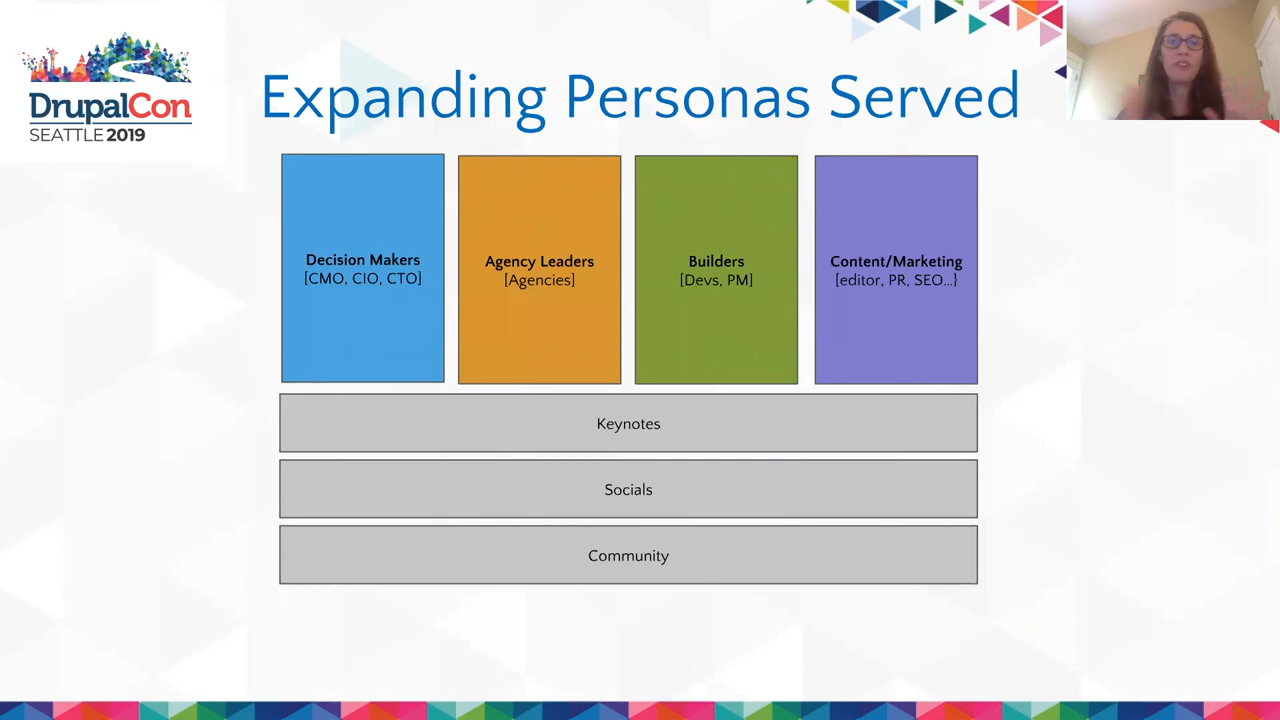 DrupalCon
SEATTLE 2019
Expanding Personas Served
Decision Makers
[CMO, CIO, CTO]
Agency Leaders
[Agencies]
Builders
[Devs, PM]
Content/Marketing
[editor, PR, SEO...}
Keynotes
Socials
Community